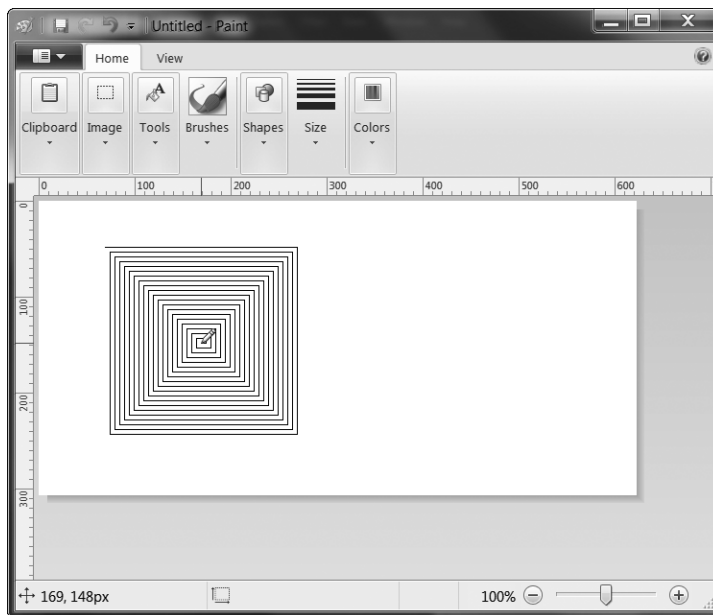 Untitled - Paint
Home View
Clipboard Image Tools Brushes Shapes Size Colors
0 100 200 300 400 500 600
0
100
200
300
169, 148px 100%